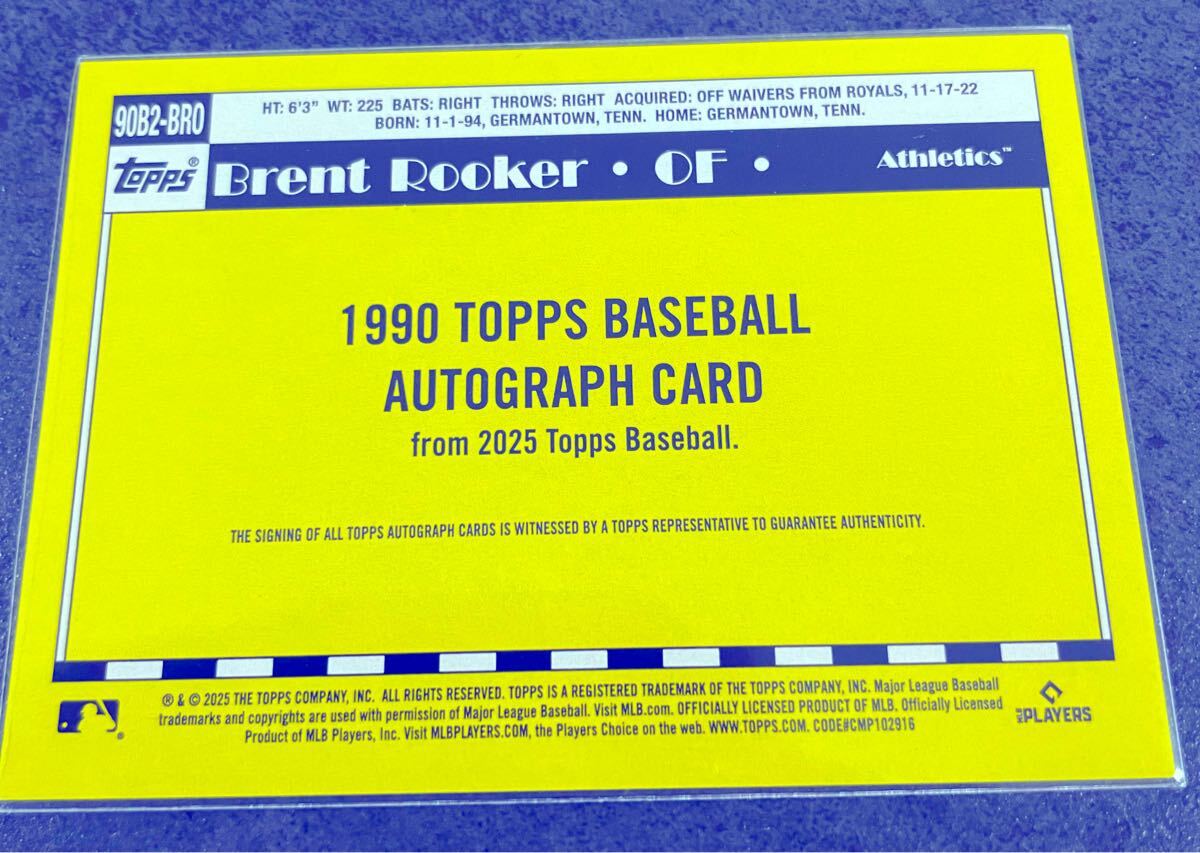 90B2-BRO
HT: 6'3" WT: 225 BATS: RIGHT THROWS: RIGHT ACQUIRED: OFF WAIVERS FROM ROYALS, 11-17-22
BORN: 11-1-94, GERMANTOWN, TENN. HOME: GERMANTOWN, TENN.
TOPPS®
Brent Rooker • OF •
Athletics™
1990 TOPPS BASEBALL
AUTOGRAPH CARD
from 2025 Topps Baseball.
THE SIGNING OF ALL TOPPS AUTOGRAPH CARDS IS WITNESSED BY A TOPPS REPRESENTATIVE TO GUARANTEE AUTHENTICITY.
® & © 2025 THE TOPPS COMPANY, INC. ALL RIGHTS RESERVED. TOPPS IS A REGISTERED TRADEMARK OF THE TOPPS COMPANY, INC. Major League Baseball
trademarks and copyrights are used with permission of Major League Baseball. Visit MLB.com. OFFICIALLY LICENSED PRODUCT OF MLB. Officially Licensed
Product of MLB Players, Inc. Visit MLBPLAYERS.COM, the Players Choice on the web. WWW.TOPPS.COM. CODE#CMP102916
MLB PLAYERS